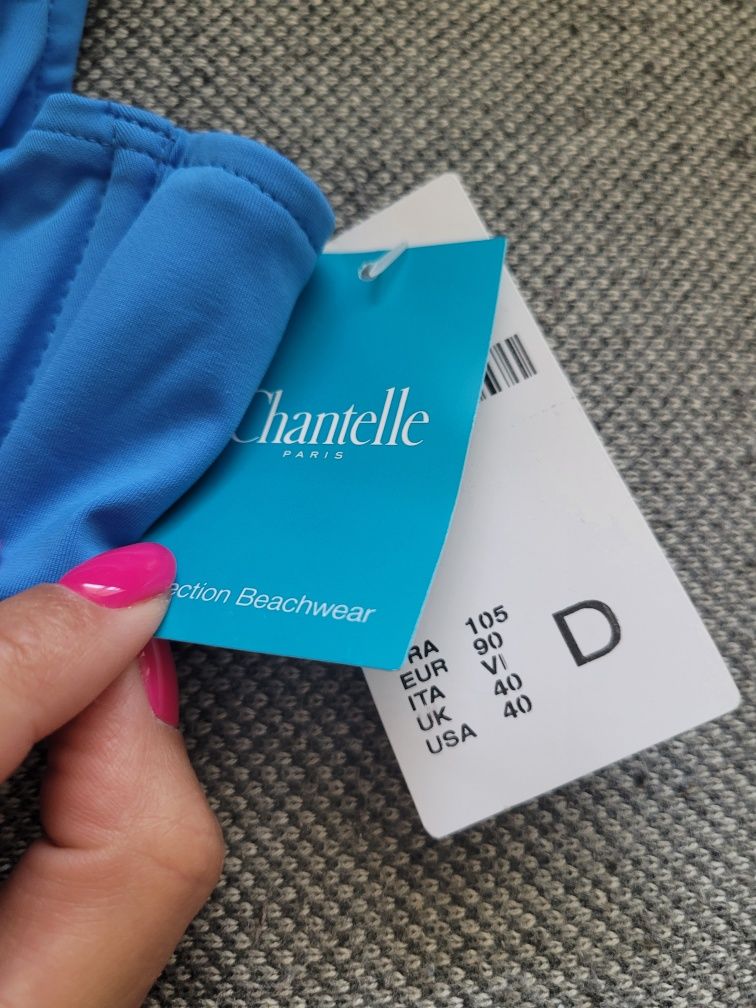 Chantelle
PARIS
ection Beachwear
RA 105
EUR 90
ITA VI
UK 40
USA 40
D